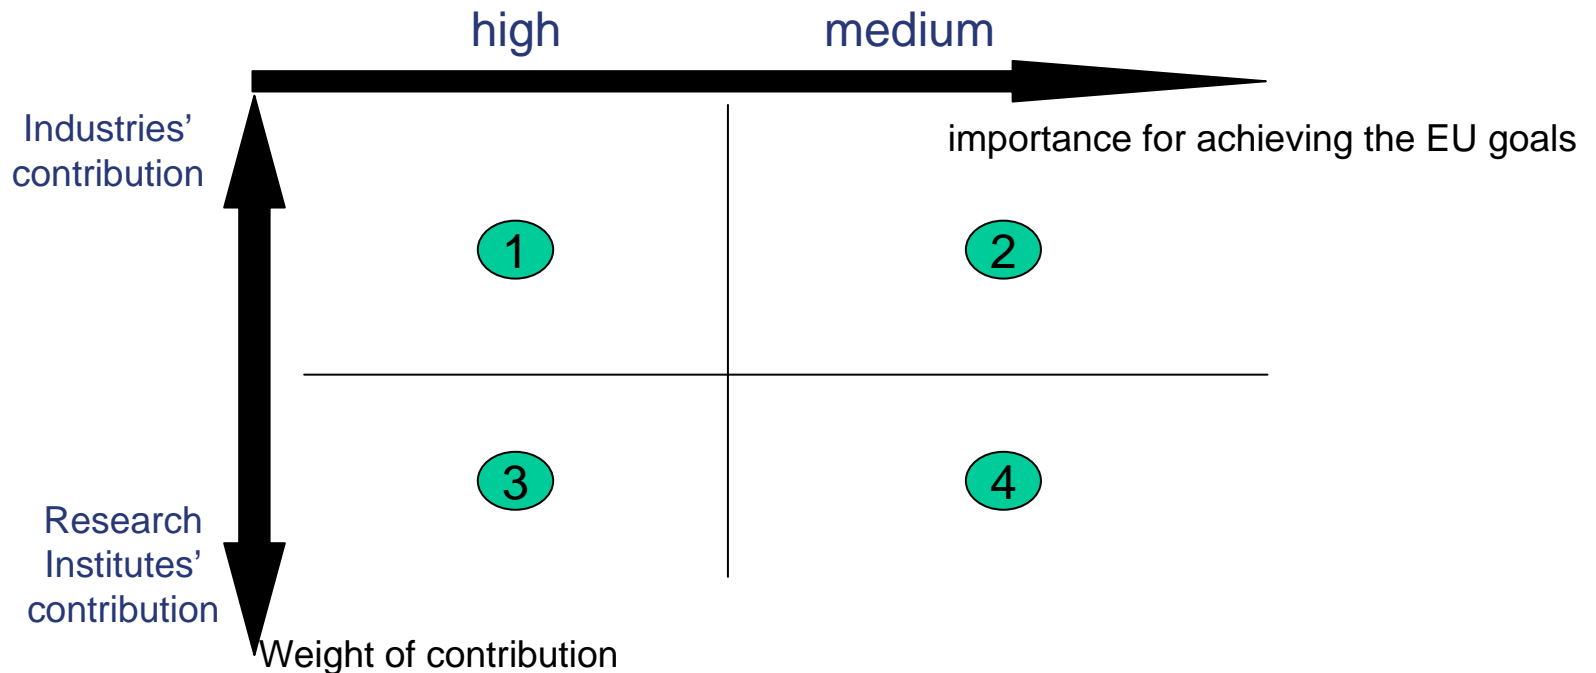 high medium
Industries’
contribution
importance for achieving the EU goals
1 2
3 4
Research
Institutes’
contribution
Weight of contribution